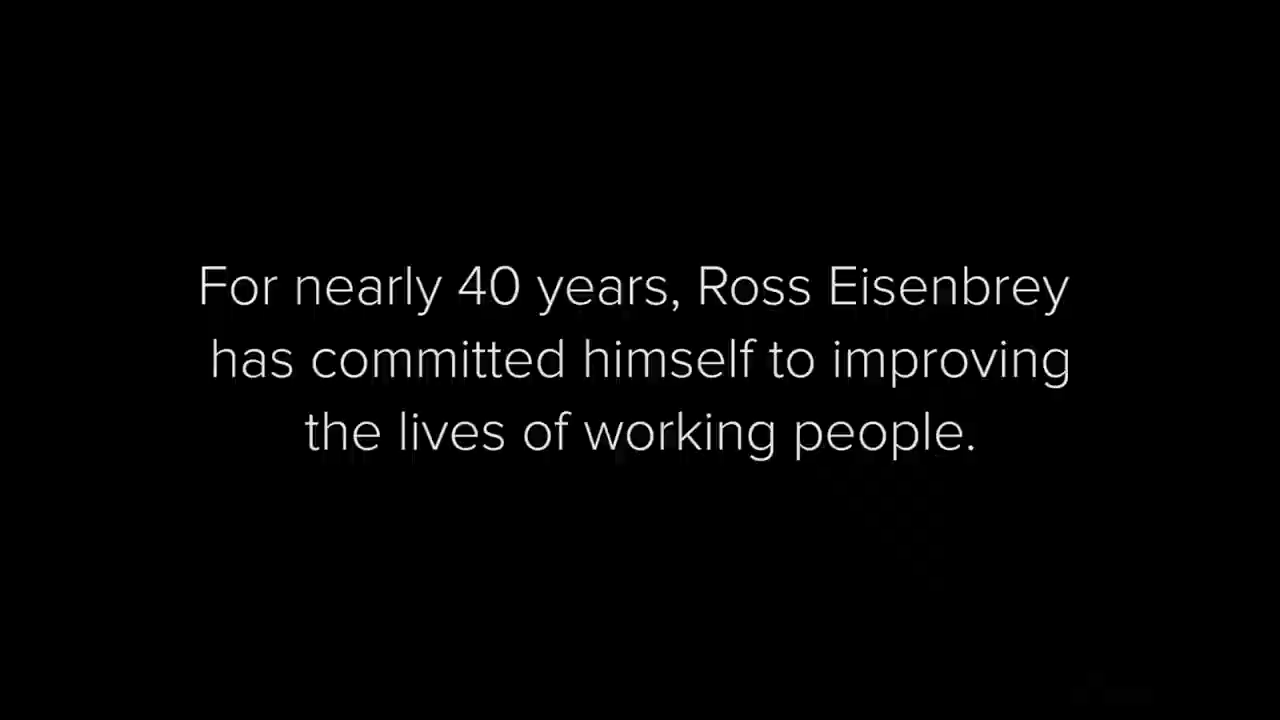 For nearly 40 years, Ross Eisenbrey
has committed himself to improving
the lives of working people.